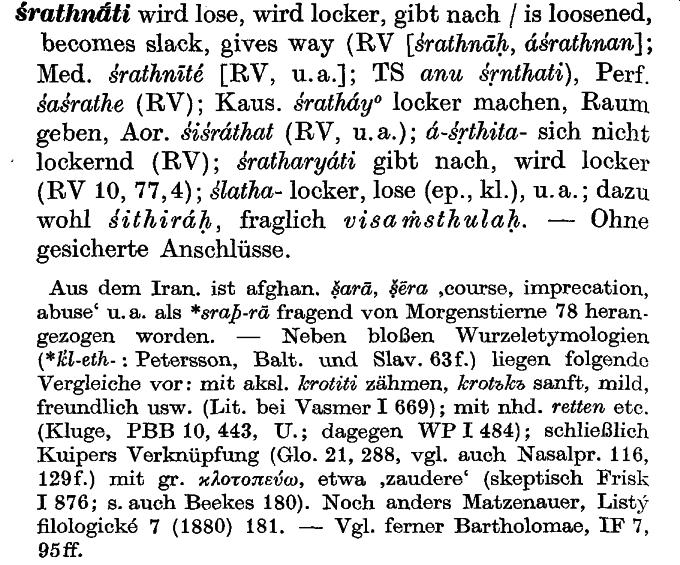 śrathnā́ti wird lose, wird locker, gibt nach / is loosened,
becomes slack, gives way (RV [śrathnāḥ, áśrathnan];
Med. śrathnīté [RV, u.a.]; TS anu śṛnthati), Perf.
śaśrathe (RV); Kaus. śratháyº locker machen, Raum
geben, Aor. śiśráthat (RV, u.a.); á-śṛthita- sich nicht
lockernd (RV); śratharyáti gibt nach, wird locker
(RV 10, 77,4); ślatha- locker, lose (ep., kl.), u.a.; dazu
wohl śithiráḥ, fraglich visaṁsthulaḥ. — Ohne
gesicherte Anschlüsse.
Aus dem Iran. ist afghan. ṣ̌arā, ṣ̌ēra ‚course, imprecation,
abuse‘ u.a. als *sraþ-rā fragend von Morgenstierne 78 heran-
gezogen worden. — Neben bloßen Wurzeletymologien
(*k̑l-eth- : Petersson, Balt. und Slav. 63f.) liegen folgende
Vergleiche vor: mit aksl. krotiti zähmen, krotъkъ sanft, mild,
freundlich usw. (Lit. bei Vasmer I 669); mit nhd. retten etc.
(Kluge, PBB 10, 443, U.; dagegen WP I 484); schließlich
Kuipers Verknüpfung (Glo. 21, 288, vgl. auch Nasalpr. 116,
129f.) mit gr. κλοτοπεύω, etwa ‚zaudere‘ (skeptisch Frisk
I 876; s. auch Beekes 180). Noch anders Matzenauer, Listý
filologické 7 (1880) 181. — Vgl. ferner Bartholomae, IF 7,
95ff.